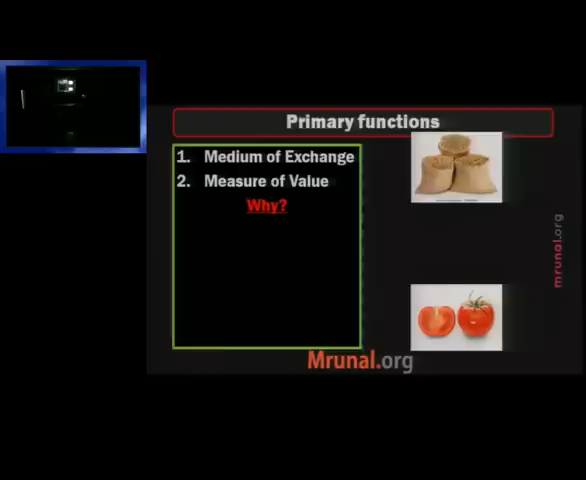 Primary functions
1. Medium of Exchange
2. Measure of Value
Why?
mrunal.org
Mrunal.org